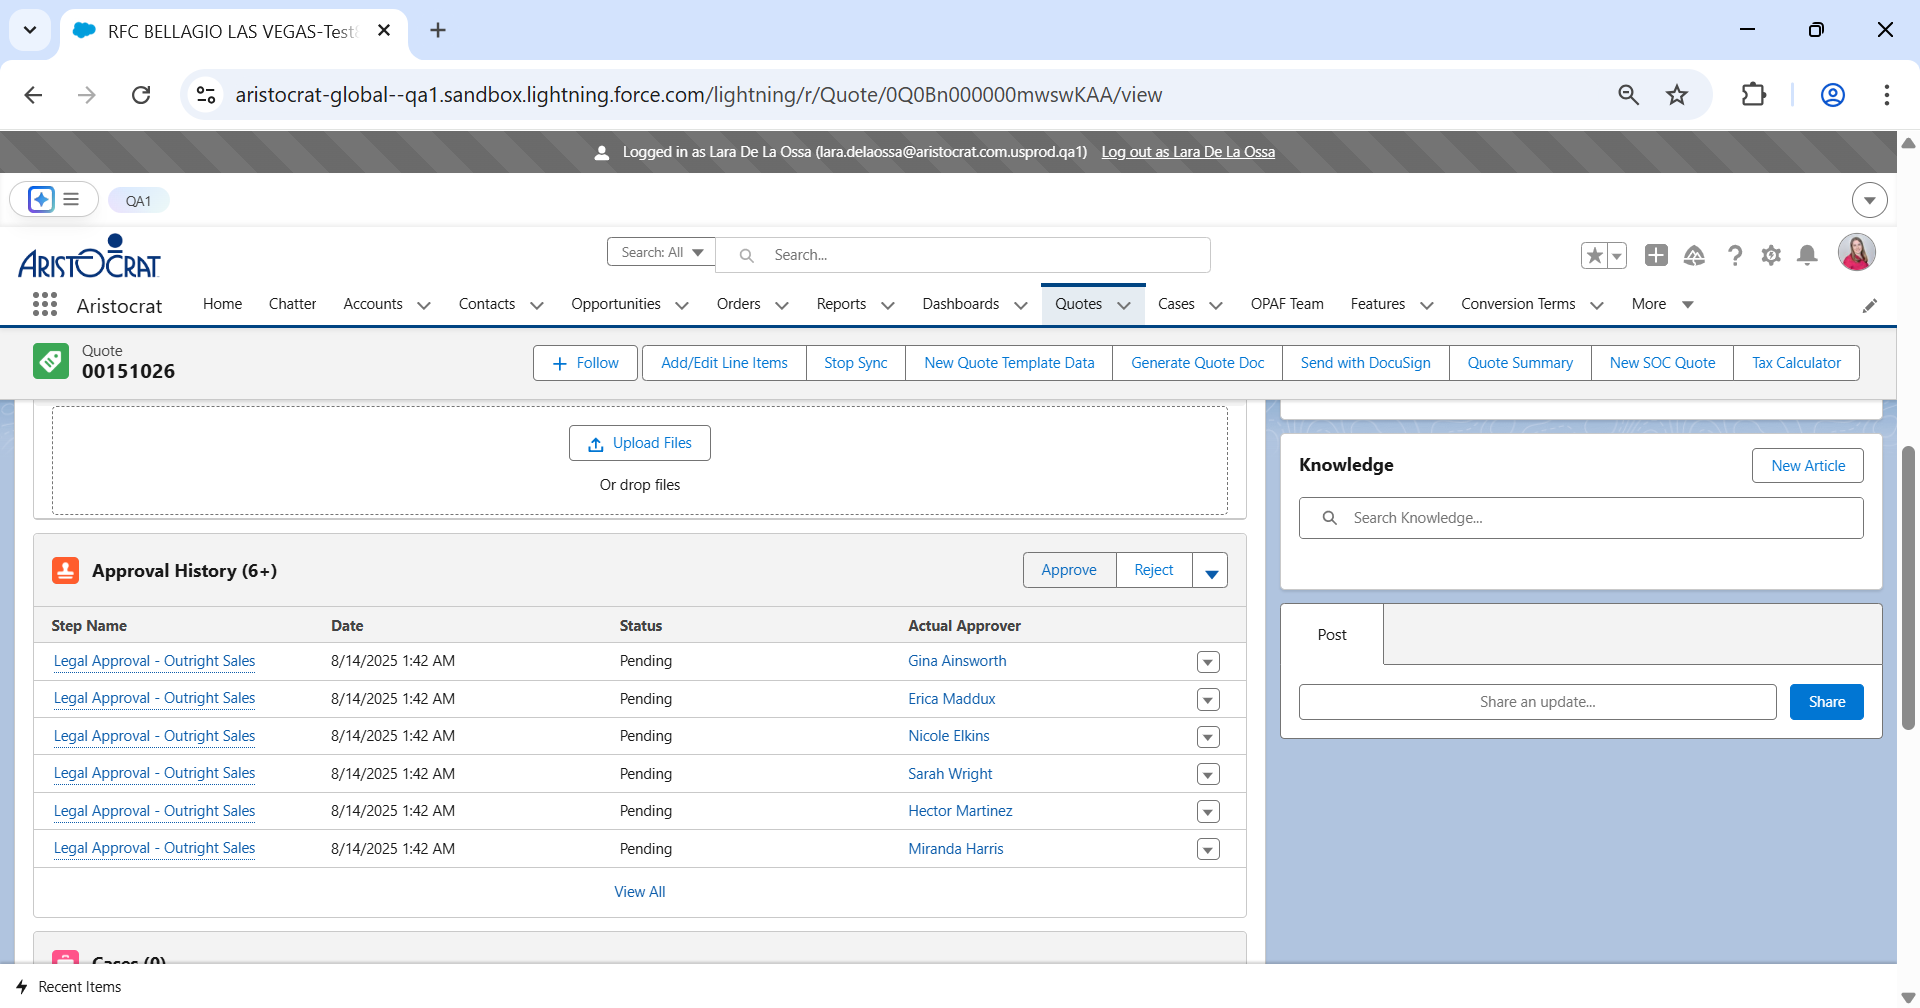 RFC BELLAGIO LAS VEGAS-Test
aristocrat-global--qa1.sandbox.lightning.force.com/lightning/r/Quote/0Q0Bn000000mwswKAA/view
Logged in as Lara De La Ossa (lara.delaossa@aristocrat.com.usprod.qa1) Log out as Lara De La Ossa
QA1
ARISTOCRAT
Search: All
Search...
Aristocrat Home Chatter Accounts Contacts Opportunities Orders Reports Dashboards Quotes Cases OPAF Team Features Conversion Terms More
Quote
00151026
Follow Add/Edit Line Items Stop Sync New Quote Template Data Generate Quote Doc Send with DocuSign Quote Summary New SOC Quote Tax Calculator
Upload Files
Or drop files
Approval History (6+)
Approve Reject
Step Name Date Status Actual Approver
Legal Approval - Outright Sales 8/14/2025 1:42 AM Pending Gina Ainsworth
Legal Approval - Outright Sales 8/14/2025 1:42 AM Pending Erica Maddux
Legal Approval - Outright Sales 8/14/2025 1:42 AM Pending Nicole Elkins
Legal Approval - Outright Sales 8/14/2025 1:42 AM Pending Sarah Wright
Legal Approval - Outright Sales 8/14/2025 1:42 AM Pending Hector Martinez
Legal Approval - Outright Sales 8/14/2025 1:42 AM Pending Miranda Harris
View All
Cases (0)
Knowledge
New Article
Search Knowledge...
Post
Share an update...
Share
Recent Items